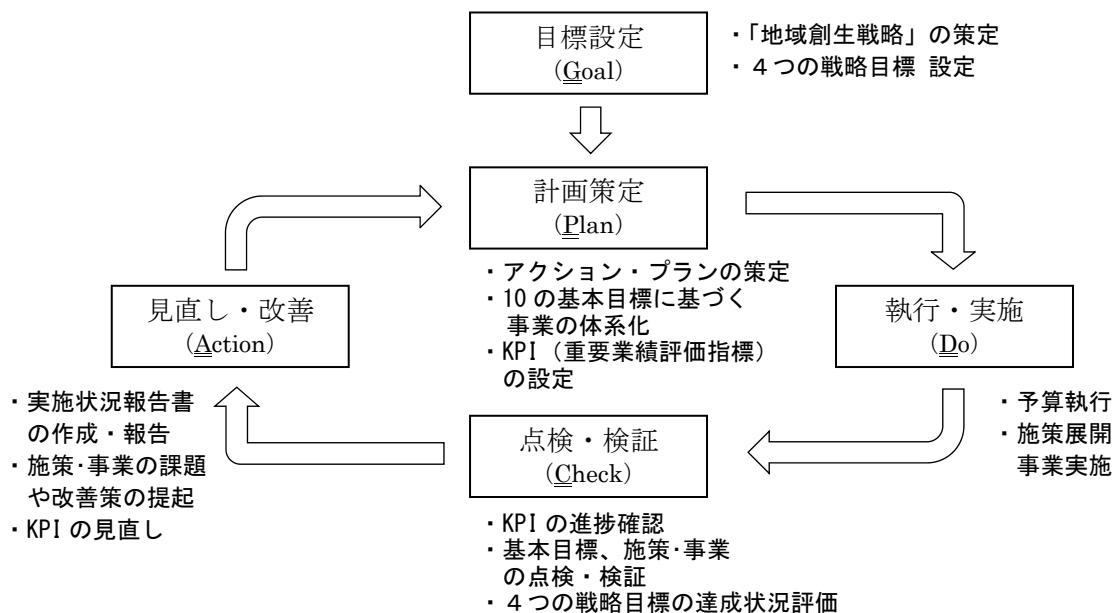 目標設定
(Goal)
・「地域創生戦略」の策定
・４つの戦略目標 設定
計画策定
(Plan)
・アクション・プランの策定
・10 の基本目標に基づく
事業の体系化
・KPI（重要業績評価指標）
の設定
執行・実施
(Do)
・予算執行
・施策展開
事業実施
点検・検証
(Check)
・KPI の進捗確認
・基本目標、施策・事業
の点検・検証
・４つの戦略目標の達成状況評価
見直し・改善
(Action)
・実施状況報告書
の作成・報告
・施策・事業の課題
や改善策の提起
・KPI の見直し